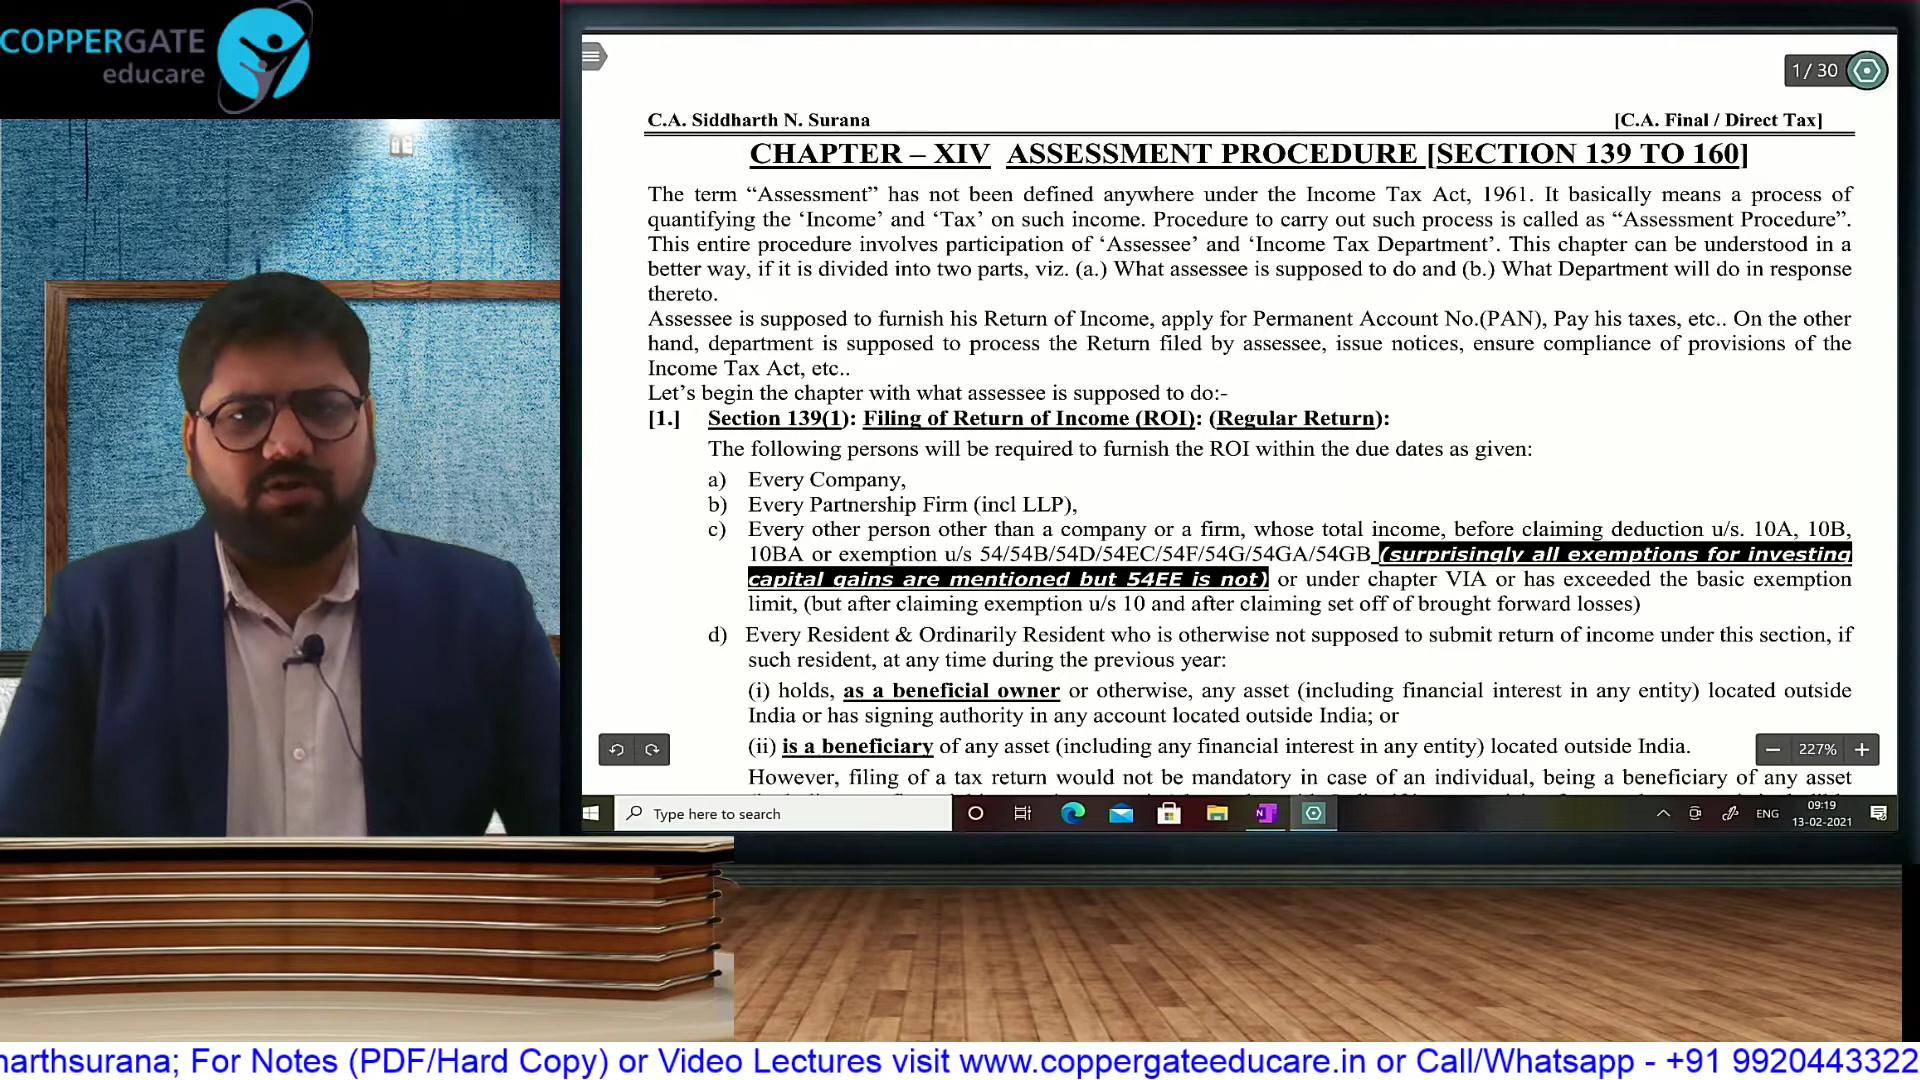 COPPERGATE
educare
1 / 30
C.A. Siddharth N. Surana [C.A. Final / Direct Tax]
CHAPTER – XIV ASSESSMENT PROCEDURE [SECTION 139 TO 160]
The term “Assessment” has not been defined anywhere under the Income Tax Act, 1961. It basically means a process of
quantifying the ‘Income’ and ‘Tax’ on such income. Procedure to carry out such process is called as “Assessment Procedure”.
This entire procedure involves participation of ‘Assessee’ and ‘Income Tax Department’. This chapter can be understood in a
better way, if it is divided into two parts, viz. (a.) What assessee is supposed to do and (b.) What Department will do in response
thereto.
Assessee is supposed to furnish his Return of Income, apply for Permanent Account No.(PAN), Pay his taxes, etc.. On the other
hand, department is supposed to process the Return filed by assessee, issue notices, ensure compliance of provisions of the
Income Tax Act, etc..
Let’s begin the chapter with what assessee is supposed to do:-
[1.] Section 139(1): Filing of Return of Income (ROI): (Regular Return):
The following persons will be required to furnish the ROI within the due dates as given:
a) Every Company,
b) Every Partnership Firm (incl LLP),
c) Every other person other than a company or a firm, whose total income, before claiming deduction u/s. 10A, 10B,
10BA or exemption u/s 54/54B/54D/54EC/54F/54G/54GA/54GB (surprisingly all exemptions for investing
capital gains are mentioned but 54EE is not) or under chapter VIA or has exceeded the basic exemption
limit, (but after claiming exemption u/s 10 and after claiming set off of brought forward losses)
d) Every Resident & Ordinarily Resident who is otherwise not supposed to submit return of income under this section, if
such resident, at any time during the previous year:
(i) holds, as a beneficial owner or otherwise, any asset (including financial interest in any entity) located outside
India or has signing authority in any account located outside India; or
(ii) is a beneficiary of any asset (including any financial interest in any entity) located outside India.
227%
However, filing of a tax return would not be mandatory in case of an individual, being a beneficiary of any asset
Type here to search
ENG
09:19
13-02-2021
harthsurana; For Notes (PDF/Hard Copy) or Video Lectures visit www.coppergateeducare.in or Call/Whatsapp - +91 9920443322